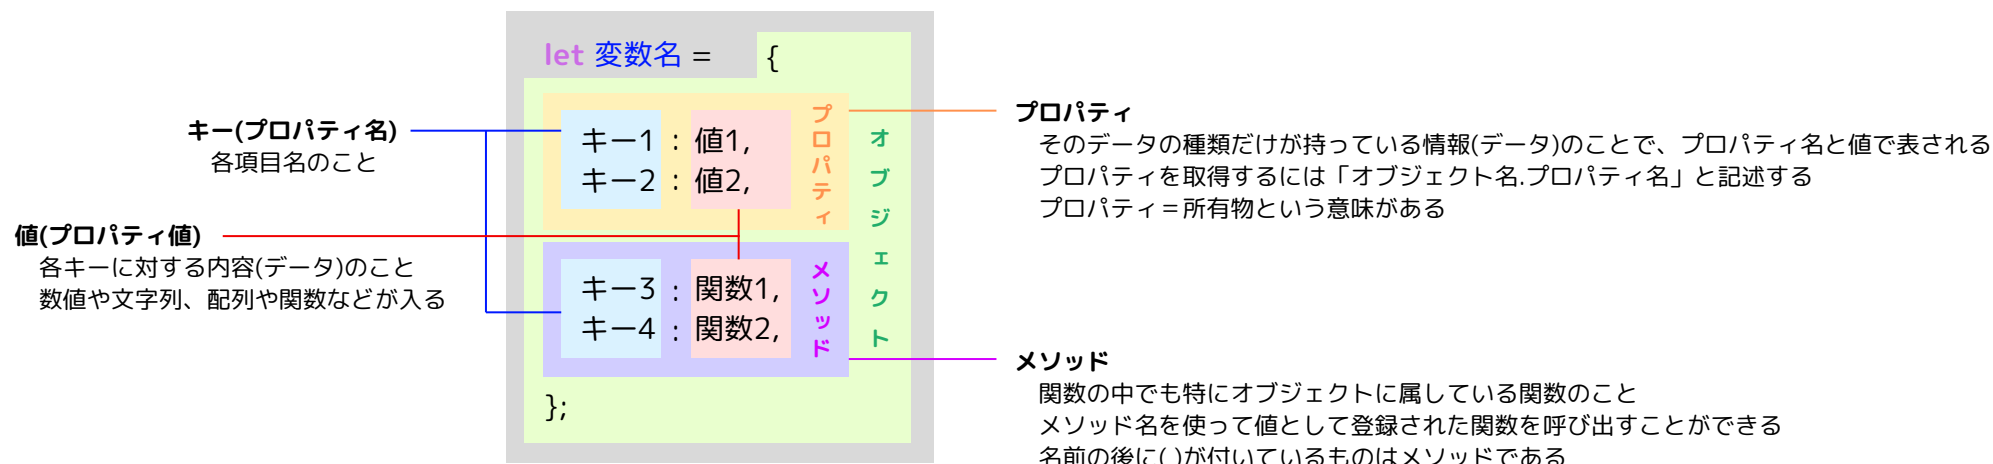 let 変数名 = {
キー1 : 値1,
キー2 : 値2,
プロパティ
キー3 : 関数1,
キー4 : 関数2,
メソッド
オブジェクト
};
キー(プロパティ名)
各項目名のこと
値(プロパティ値)
各キーに対する内容(データ)のこと
数値や文字列、配列や関数などが入る
プロパティ
そのデータの種類だけが持っている情報(データ)のことで、プロパティ名と値で表される
プロパティを取得するには「オブジェクト名.プロパティ名」と記述する
プロパティ＝所有物という意味がある
メソッド
関数の中でも特にオブジェクトに属している関数のこと
メソッド名を使って値として登録された関数を呼び出すことができる
名前の後に( )が付いているものはメソッドである